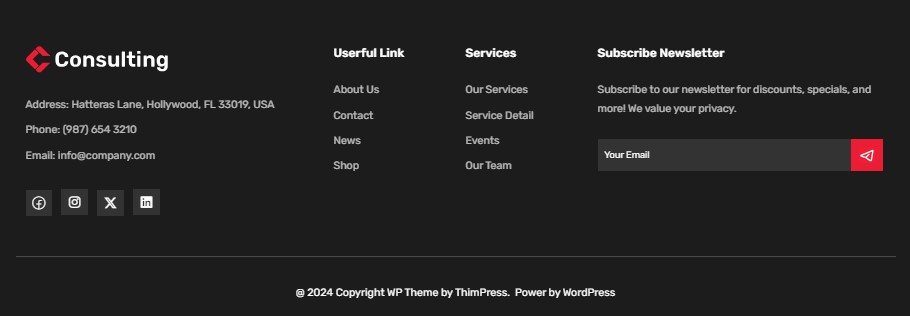 Consulting
Address: Hatteras Lane, Hollywood, FL 33019, USA
Phone: (987) 654 3210
Email: info@company.com
Userful Link
About Us
Contact
News
Shop
Services
Our Services
Service Detail
Events
Our Team
Subscribe Newsletter
Subscribe to our newsletter for discounts, specials, and
more! We value your privacy.
Your Email
@ 2024 Copyright WP Theme by ThimPress. Power by WordPress